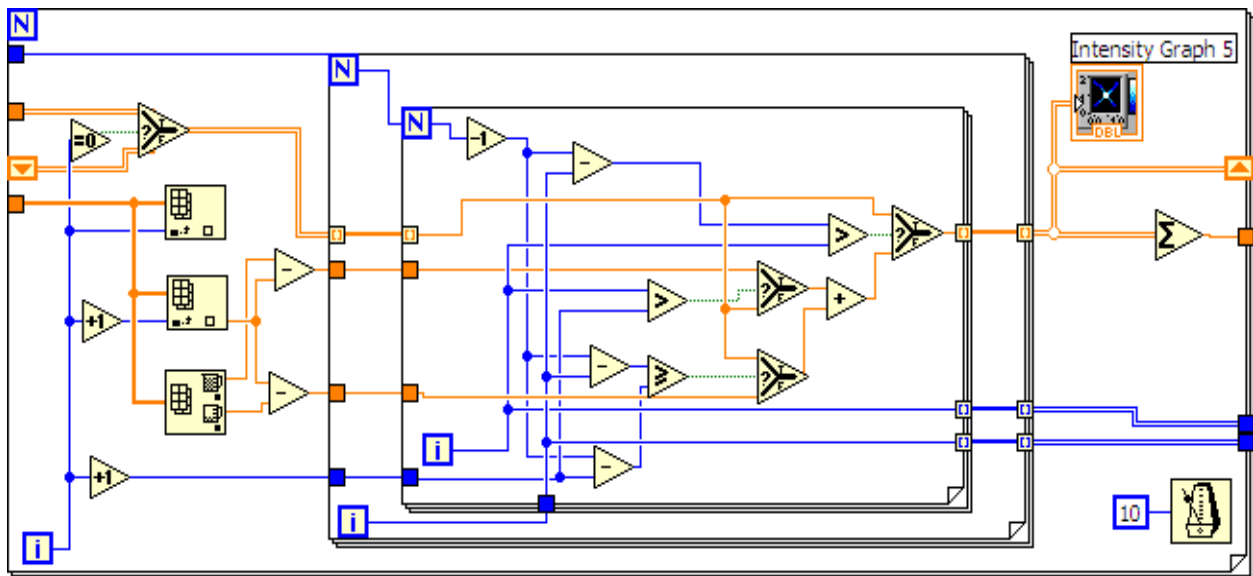 N
Intensity Graph 5
N
N
-1
=0
?
T
F
-
DBL
>
?
T
F
Σ
-
+1
>
?
T
F
+
-
≥
?
T
F
-
i
+1
-
i
i
10